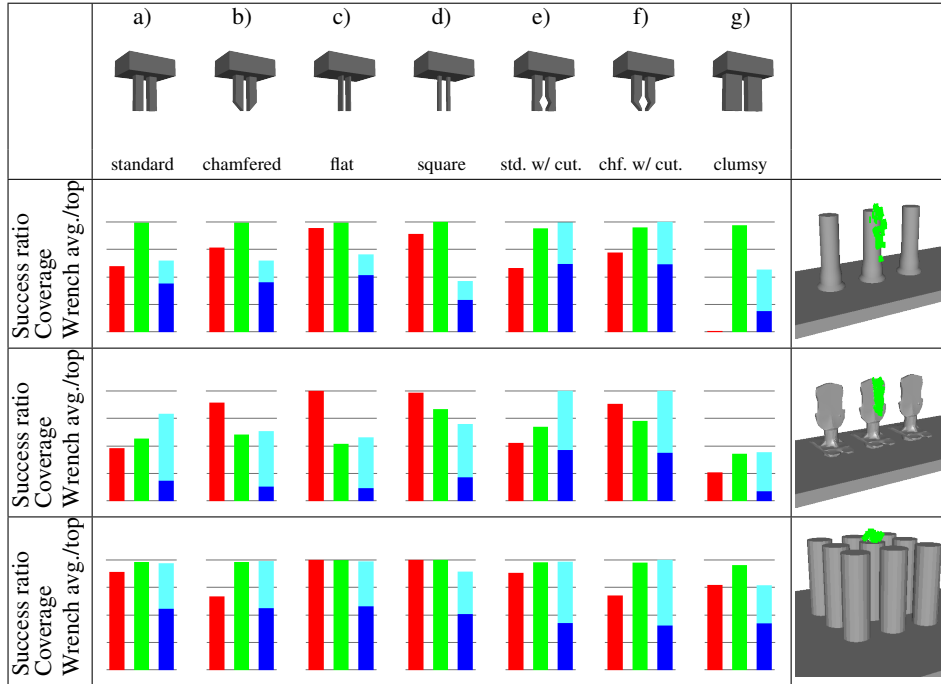 a) b) c) d) e) f) g)
standard chamfered flat square std. w/ cut. chf. w/ cut. clumsy
Success ratio
Coverage
Wrench avg./top
Success ratio
Coverage
Wrench avg./top
Success ratio
Coverage
Wrench avg./top